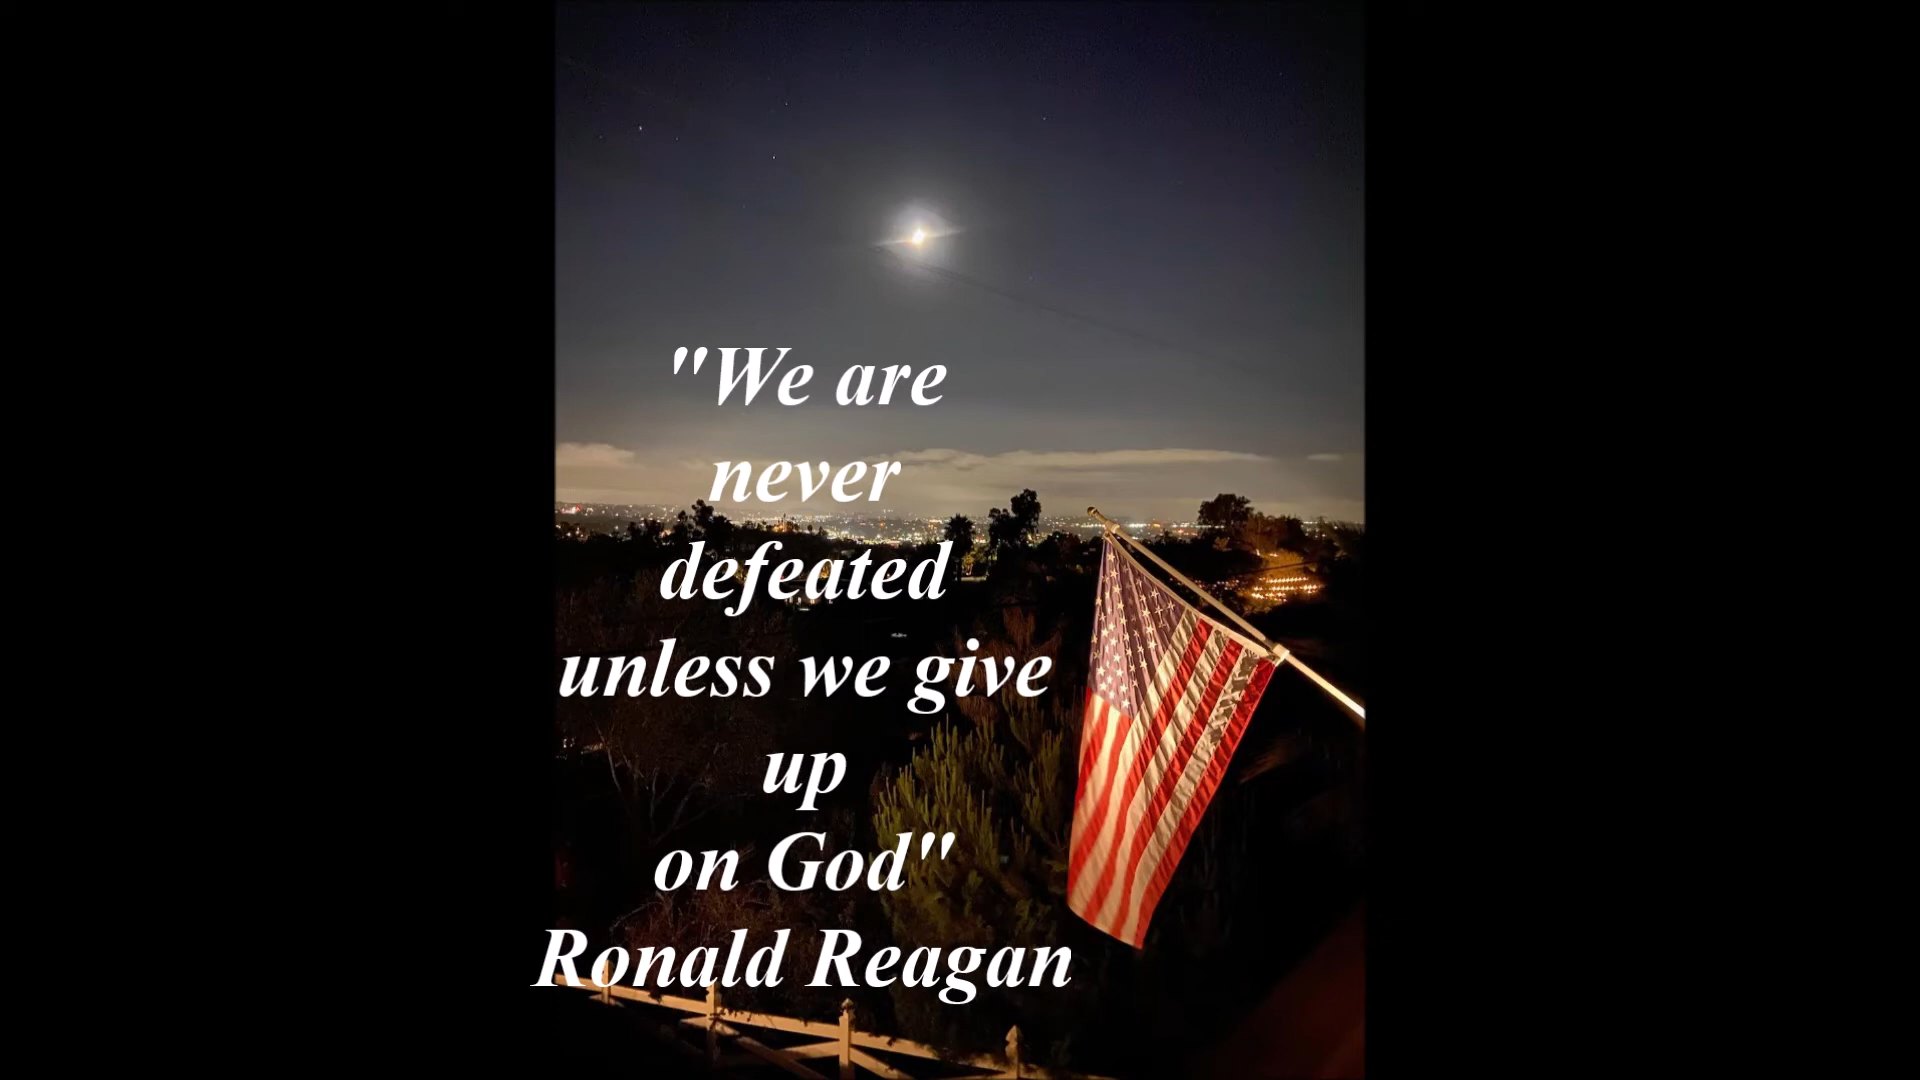 "We are
never
defeated
unless we give
up
on God"
Ronald Reagan